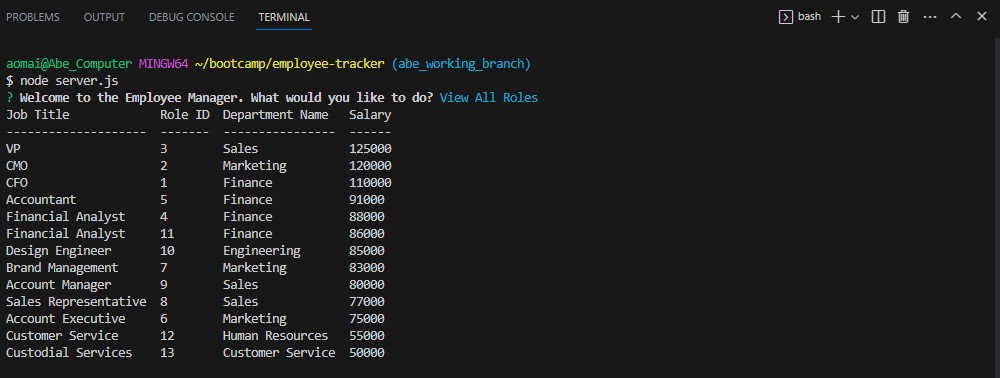 PROBLEMS OUTPUT DEBUG CONSOLE TERMINAL bash
aomai@Abe_Computer MINGW64 ~/bootcamp/employee-tracker (abe_working_branch)
$ node server.js
? Welcome to the Employee Manager. What would you like to do? View All Roles
Job Title Role ID Department Name Salary
-------------------- ------- ---------------- ------
VP 3 Sales 125000
CMO 2 Marketing 120000
CFO 1 Finance 110000
Accountant 5 Finance 91000
Financial Analyst 4 Finance 88000
Financial Analyst 11 Finance 86000
Design Engineer 10 Engineering 85000
Brand Management 7 Marketing 83000
Account Manager 9 Sales 80000
Sales Representative 8 Sales 77000
Account Executive 6 Marketing 75000
Customer Service 12 Human Resources 55000
Custodial Services 13 Customer Service 50000